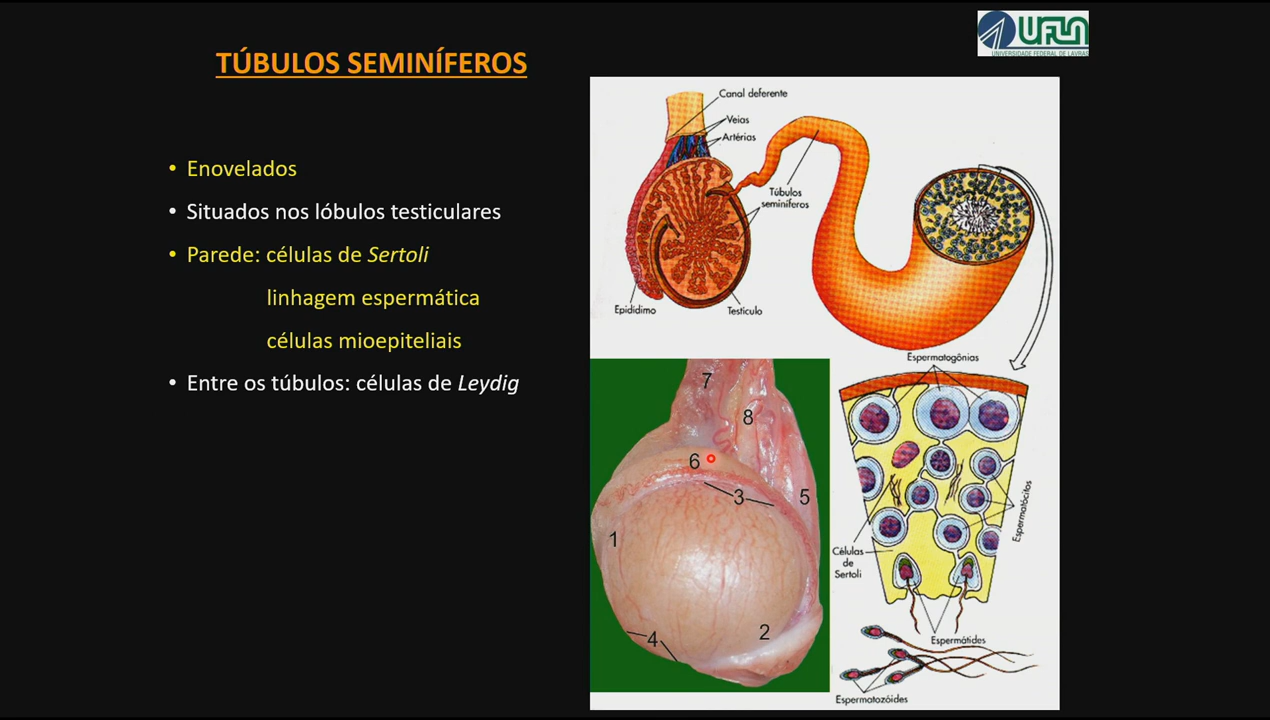 TÚBULOS SEMINÍFEROS
UFLA
UNIVERSIDADE FEDERAL DE LAVRAS
• Enovelados
• Situados nos lóbulos testiculares
• Parede: células de Sertoli
linhagem espermática
células mioepiteliais
• Entre os túbulos: células de Leydig
Canal deferente
Veias
Artérias
Túbulos
seminíferos
Epidídimo
Testículo
7
8
6
3
5
1
2
4
Espermatogônias
Espermatócitos
Células
de
Sertoli
Espermátides
Espermatozóides